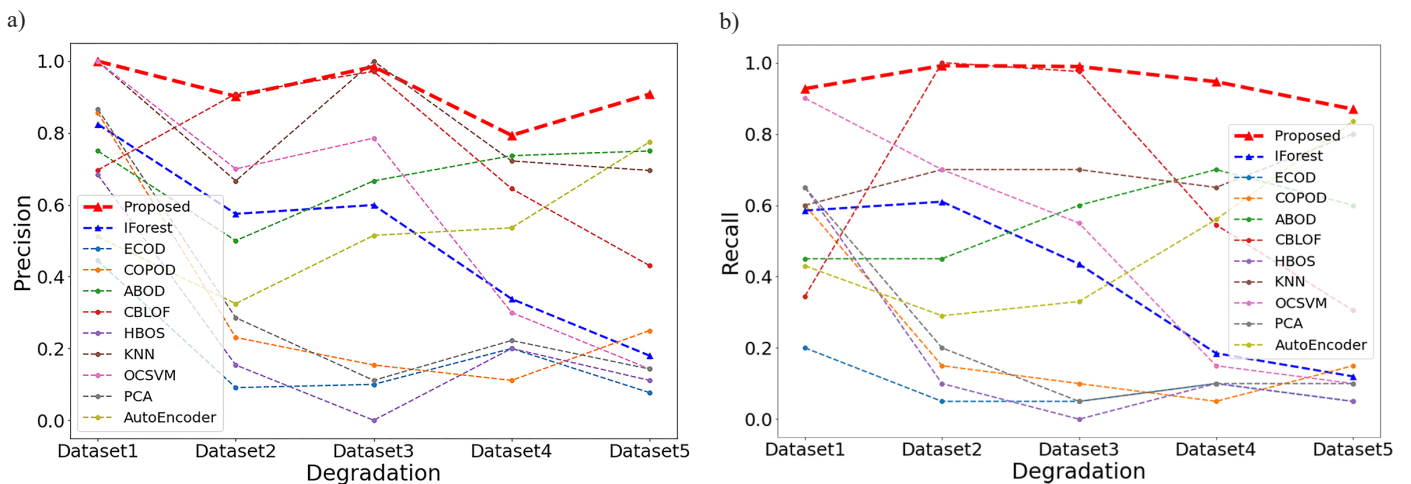 a)
1.0
0.8
0.6
0.4
0.2
0.0
Precision
Proposed
IForest
ECOD
COPOD
ABOD
CBLOF
HBOS
KNN
OCSVM
PCA
AutoEncoder
Dataset1 Dataset2 Dataset3 Dataset4 Dataset5
Degradation
b)
1.0
0.8
0.6
0.4
0.2
0.0
Recall
Proposed
IForest
ECOD
COPOD
ABOD
CBLOF
HBOS
KNN
OCSVM
PCA
AutoEncoder
Dataset1 Dataset2 Dataset3 Dataset4 Dataset5
Degradation